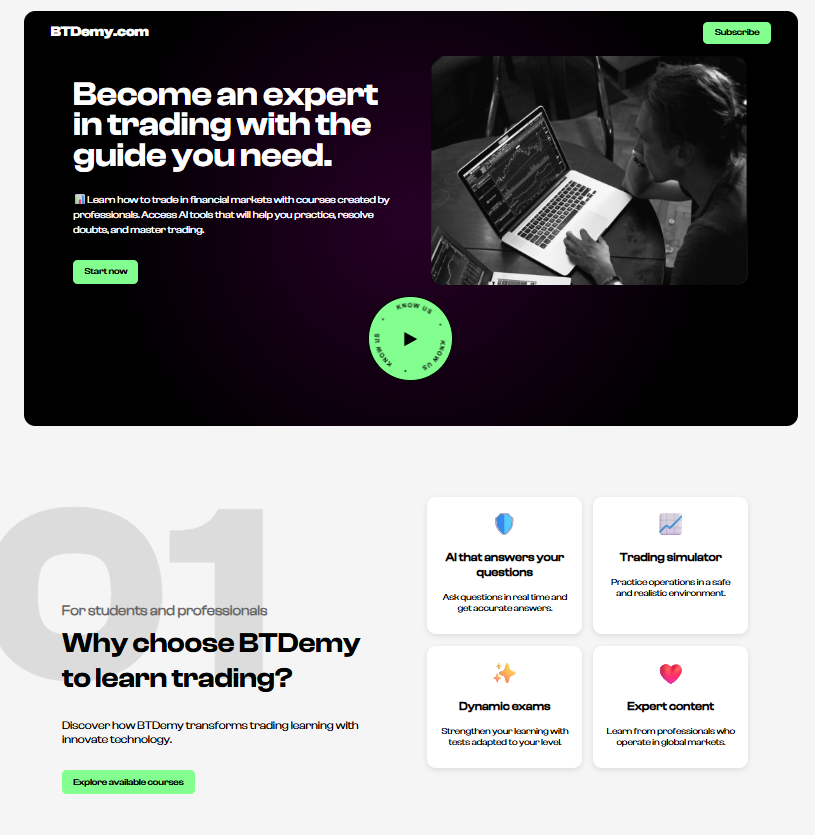 BTDemy.com
Subscribe
Become an expert
in trading with the
guide you need.
📊 Learn how to trade in financial markets with courses created by
professionals. Access AI tools that will help you practice, resolve
doubts, and master trading.
Start now
KNOW US • KNOW US • KNOW US •
01
For students and professionals
Why choose BTDemy
to learn trading?
Discover how BTDemy transforms trading learning with
innovate technology.
Explore available courses
AI that answers your
questions
Ask questions in real time and
get accurate answers.
Trading simulator
Practice operations in a safe
and realistic environment.
Dynamic exams
Strengthen your learning with
tests adapted to your level.
Expert content
Learn from professionals who
operate in global markets.